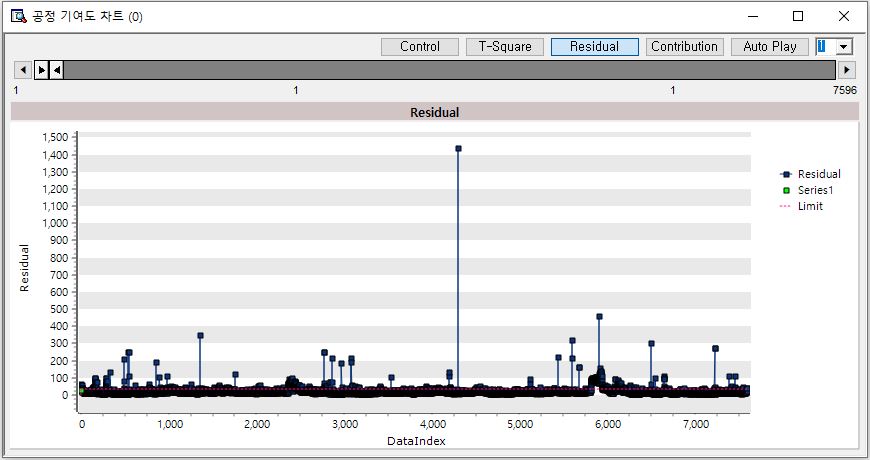 공정 기여도 차트 (0)
Control T-Square Residual Contribution Auto Play 1
1 1 1 7596
Residual
1,500
1,400
1,300
1,200
1,100
1,000
900
800
700
600
500
400
300
200
100
0
Residual
Residual
Series1
Limit
0 1,000 2,000 3,000 4,000 5,000 6,000 7,000
DataIndex